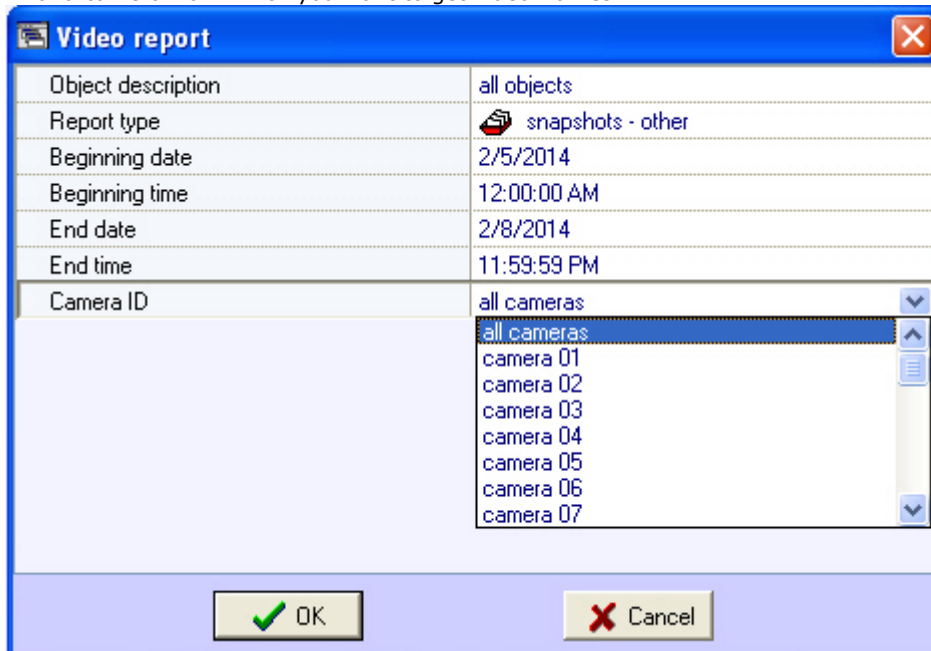 Video report
Object description all objects
Report type snapshots - other
Beginning date 2/5/2014
Beginning time 12:00:00 AM
End date 2/8/2014
End time 11:59:59 PM
Camera ID all cameras
all cameras
camera 01
camera 02
camera 03
camera 04
camera 05
camera 06
camera 07
OK Cancel